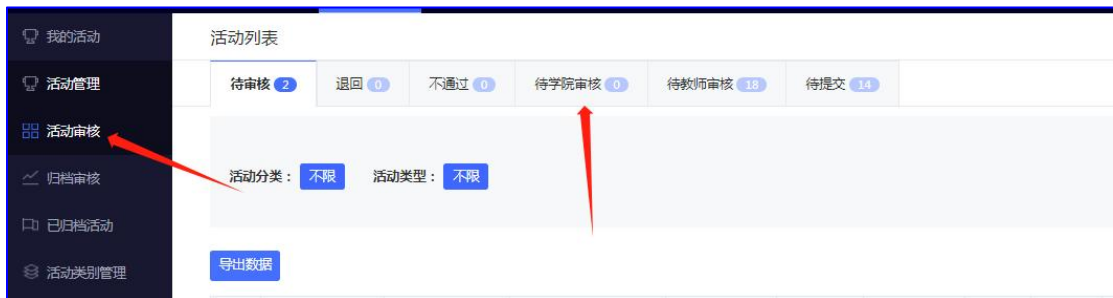 我的活动
活动列表
活动管理
待审核 2 退回 0 不通过 0 待学院审核 0 待教师审核 18 待提交 14
活动审核
归档审核
活动分类： 不限 活动类型： 不限
已归档活动
活动类别管理
导出数据